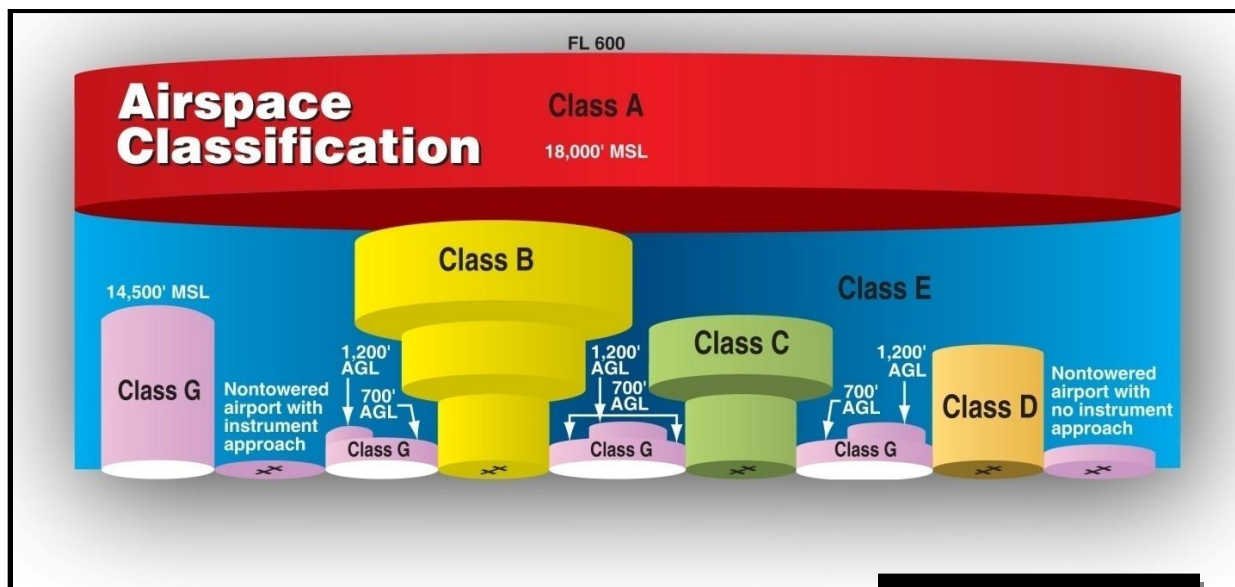 FL 600
Airspace
Classification
Class A
18,000' MSL
Class B
Class E
14,500' MSL
Class C
1,200'
AGL
1,200'
AGL
1,200'
AGL
Class G
Nontowered
airport with
instrument
approach
700'
AGL
700'
AGL
700'
AGL
Class D
Nontowered
airport with
no instrument
approach
Class G
Class G
Class G